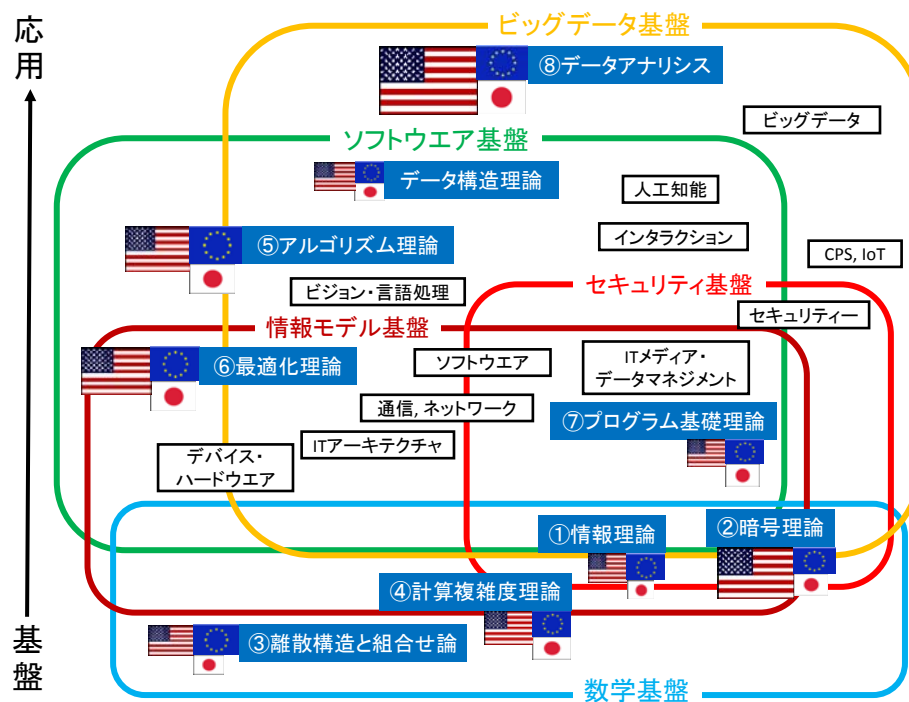 応用
ビッグデータ基盤
⑧データアナリシス
ビッグデータ
ソフトウエア基盤
データ構造理論
人工知能
⑤アルゴリズム理論
インタラクション
CPS, IoT
ビジョン・言語処理
セキュリティ基盤
セキュリティー
情報モデル基盤
⑥最適化理論
ソフトウエア
ITメディア・
データマネジメント
通信, ネットワーク
⑦プログラム基礎理論
ITアーキテクチャ
デバイス・
ハードウエア
①情報理論
②暗号理論
④計算複雑度理論
③離散構造と組合せ論
基盤
数学基盤